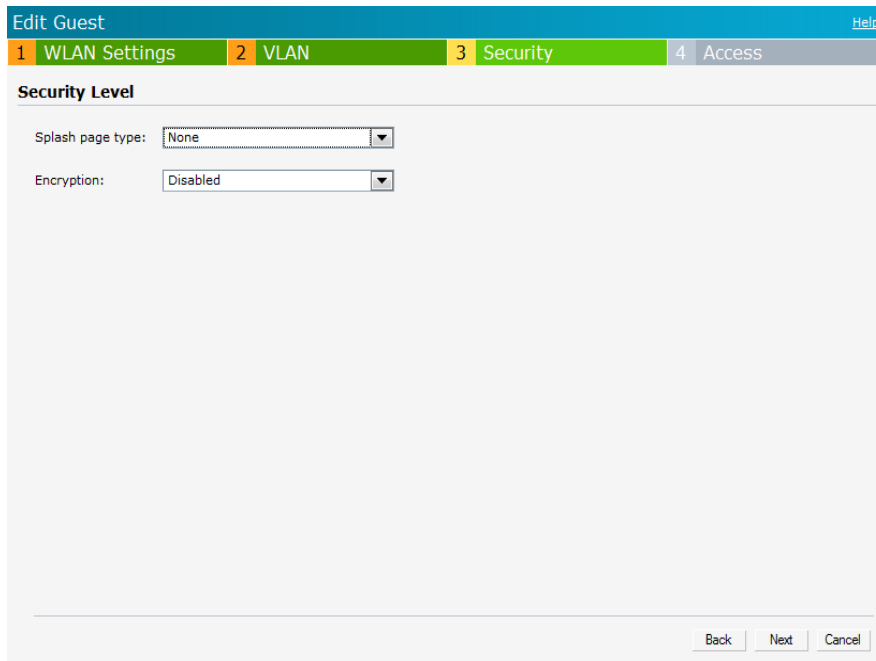 Edit Guest
Help
1 WLAN Settings 2 VLAN 3 Security 4 Access
Security Level
Splash page type: None
Encryption: Disabled
Back Next Cancel